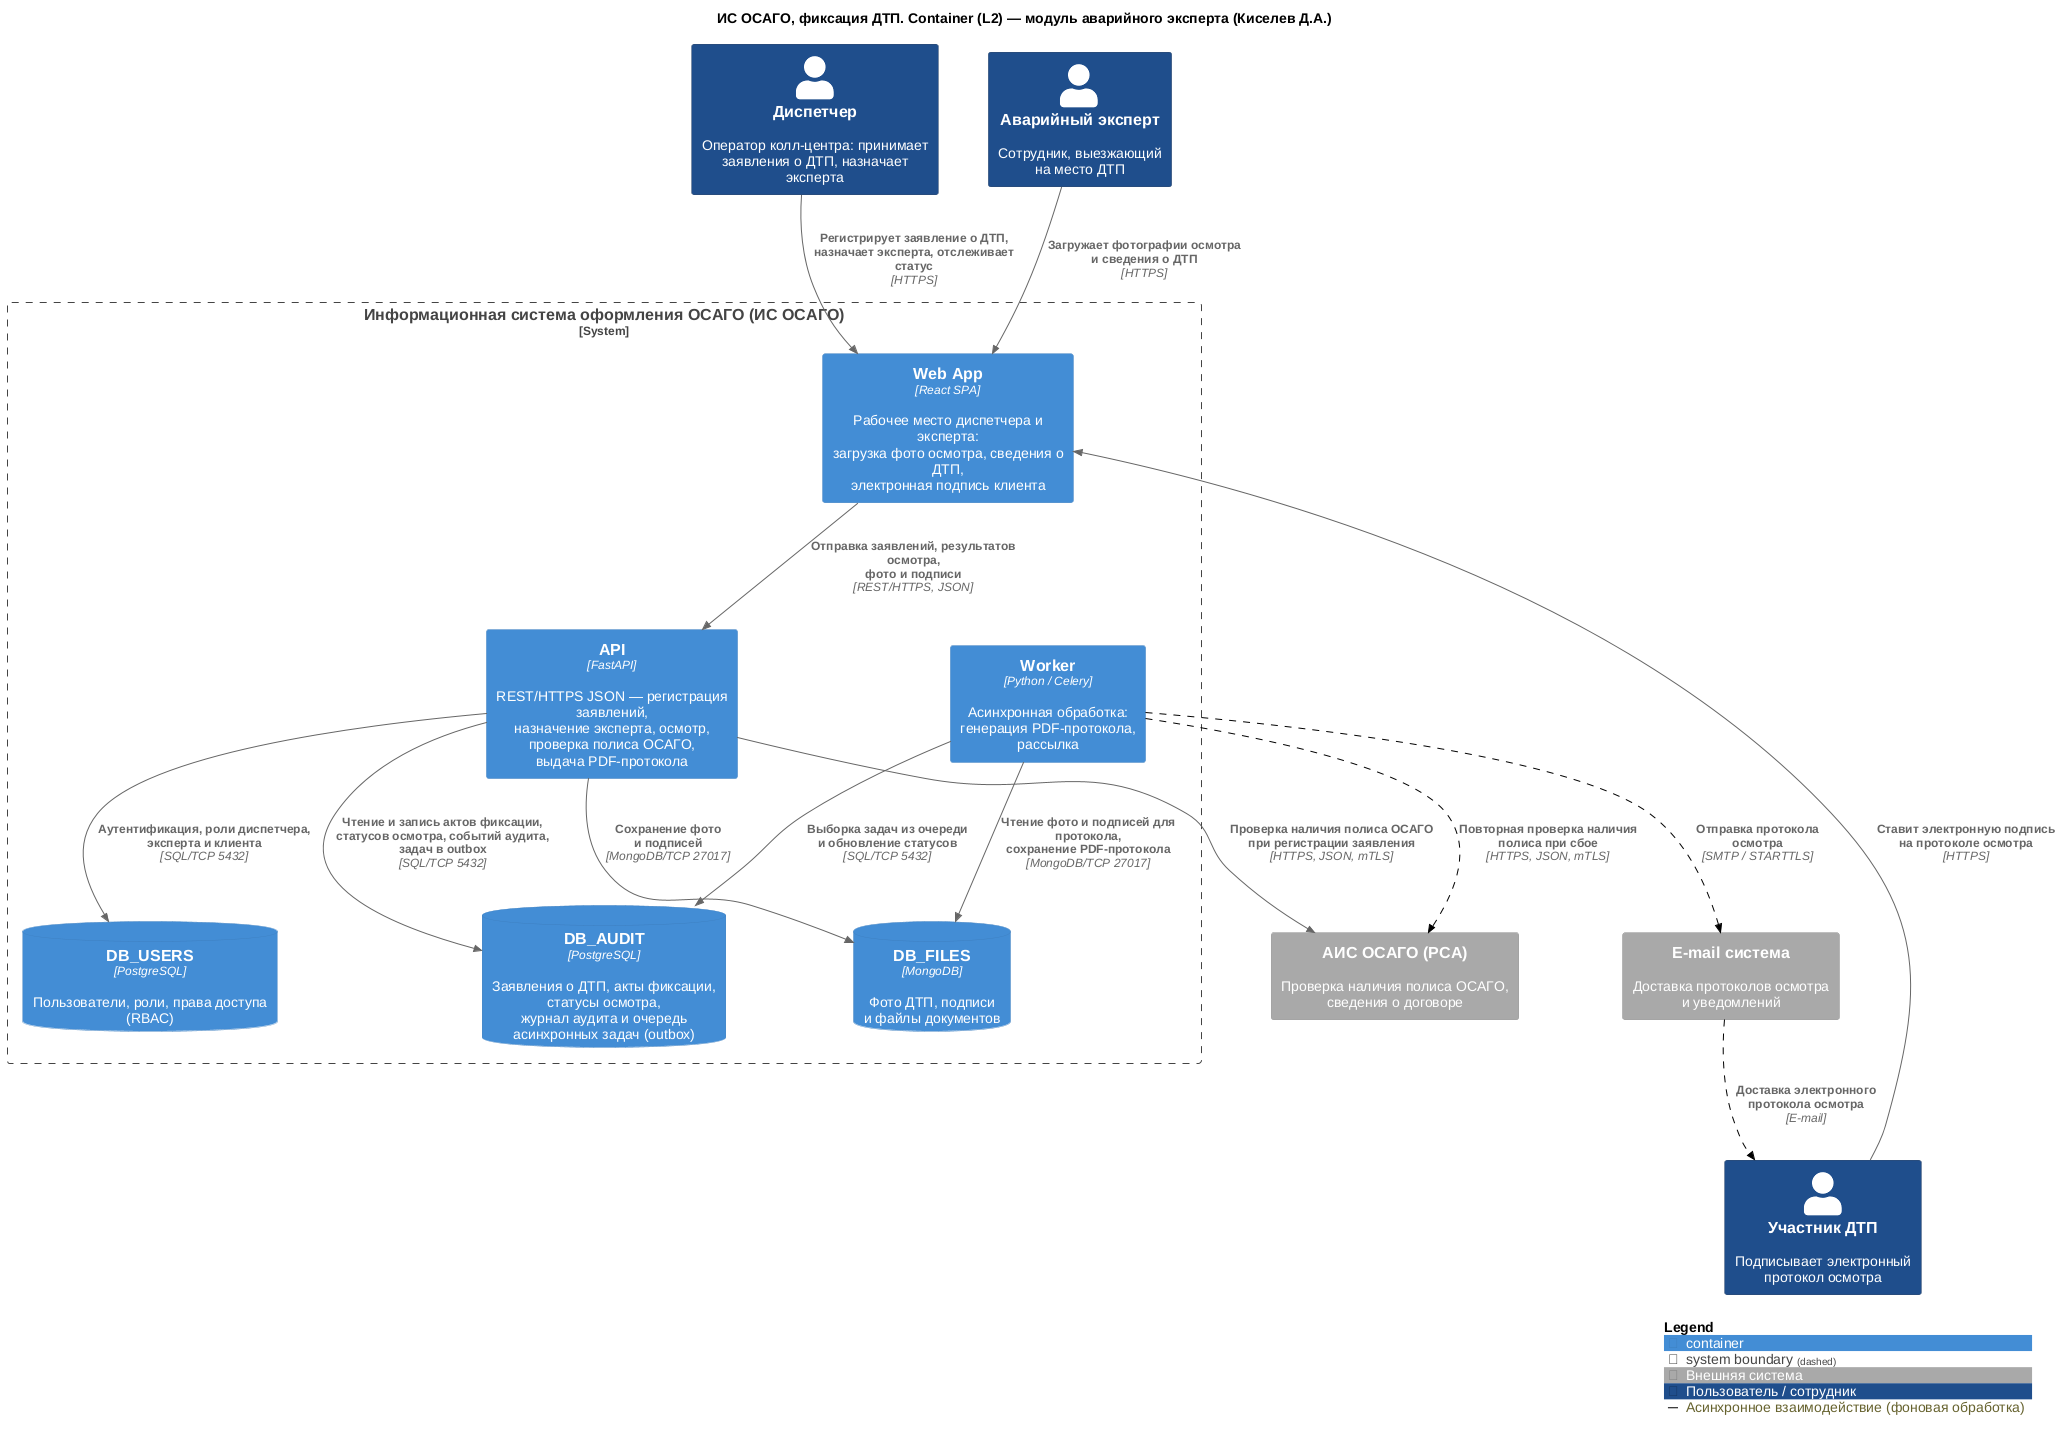 ИС ОСАГО, фиксация ДТП. Container (L2) — модуль аварийного эксперта (Киселев Д.А.)
Диспетчер
Оператор колл-центра: принимает
заявления о ДТП, назначает
эксперта
Аварийный эксперт
Сотрудник, выезжающий
на место ДТП
Регистрирует заявление о ДТП,
назначает эксперта, отслеживает
статус
[HTTPS]
Загружает фотографии осмотра
и сведения о ДТП
[HTTPS]
Информационная система оформления ОСАГО (ИС ОСАГО)
[System]
Web App
[React SPA]
Рабочее место диспетчера и
эксперта:
загрузка фото осмотра, сведения о
ДТП,
электронная подпись клиента
Отправка заявлений, результатов
осмотра,
фото и подписи
[REST/HTTPS, JSON]
API
[FastAPI]
REST/HTTPS JSON — регистрация
заявлений,
назначение эксперта, осмотр,
проверка полиса ОСАГО,
выдача PDF-протокола
Worker
[Python / Celery]
Асинхронная обработка:
генерация PDF-протокола,
рассылка
Аутентификация, роли диспетчера,
эксперта и клиента
[SQL/TCP 5432]
Чтение и запись актов фиксации,
статусов осмотра, событий аудита,
задач в outbox
[SQL/TCP 5432]
Сохранение фото
и подписей
[MongoDB/TCP 27017]
Выборка задач из очереди
и обновление статусов
[SQL/TCP 5432]
Чтение фото и подписей для
протокола,
сохранение PDF-протокола
[MongoDB/TCP 27017]
Проверка наличия полиса ОСАГО
при регистрации заявления
[HTTPS, JSON, mTLS]
Повторная проверка наличия
полиса при сбое
[HTTPS, JSON, mTLS]
Отправка протокола
осмотра
[SMTP / STARTTLS]
Ставит электронную подпись
на протоколе осмотра
[HTTPS]
DB_USERS
[PostgreSQL]
Пользователи, роли, права доступа
(RBAC)
DB_AUDIT
[PostgreSQL]
Заявления о ДТП, акты фиксации,
статусы осмотра,
журнал аудита и очередь
асинхронных задач (outbox)
DB_FILES
[MongoDB]
Фото ДТП, подписи
и файлы документов
АИС ОСАГО (РСА)
Проверка наличия полиса ОСАГО,
сведения о договоре
E-mail система
Доставка протоколов осмотра
и уведомлений
Доставка электронного
протокола осмотра
[E-mail]
Участник ДТП
Подписывает электронный
протокол осмотра
Legend
container
system boundary (dashed)
Внешняя система
Пользователь / сотрудник
Асинхронное взаимодействие (фоновая обработка)